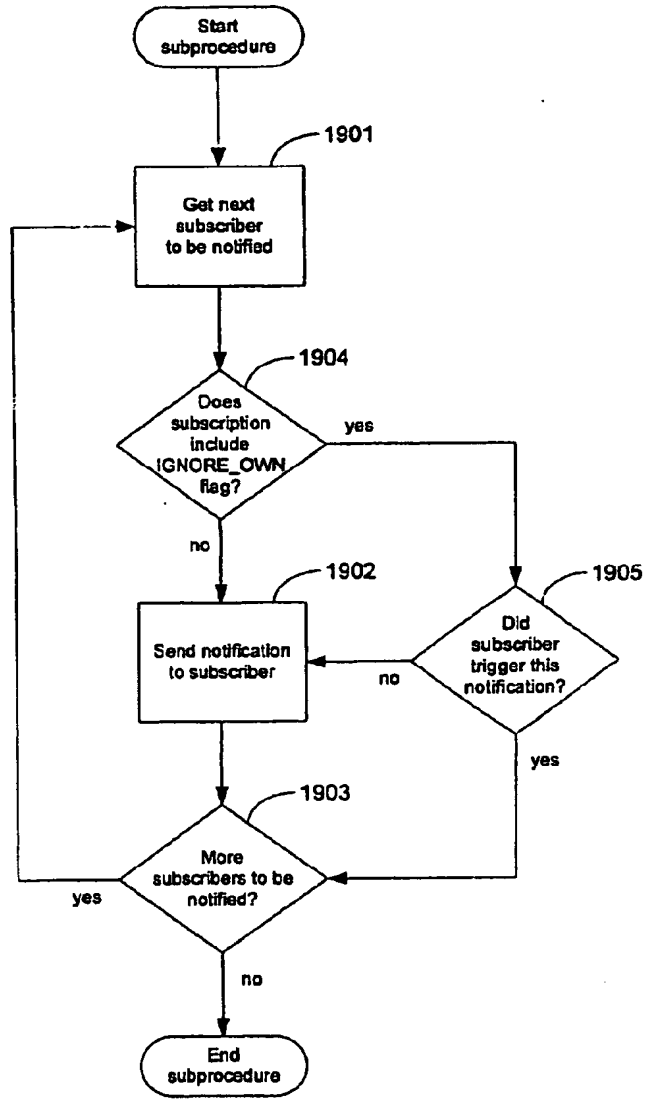 Start
subprocedure
1901
Get next
subscriber
to be notified
1904
Does
subscription
include
IGNORE_OWN
flag?
yes
no
1902
Send notification
to subscriber
1905
Did
subscriber
trigger this
notification?
no
yes
1903
More
subscribers to be
notified?
yes
no
End
subprocedure